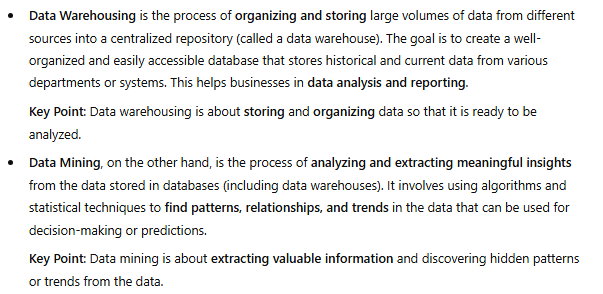 • Data Warehousing is the process of organizing and storing large volumes of data from different
sources into a centralized repository (called a data warehouse). The goal is to create a well-
organized and easily accessible database that stores historical and current data from various
departments or systems. This helps businesses in data analysis and reporting.
Key Point: Data warehousing is about storing and organizing data so that it is ready to be
analyzed.
• Data Mining, on the other hand, is the process of analyzing and extracting meaningful insights
from the data stored in databases (including data warehouses). It involves using algorithms and
statistical techniques to find patterns, relationships, and trends in the data that can be used for
decision-making or predictions.
Key Point: Data mining is about extracting valuable information and discovering hidden patterns
or trends from the data.